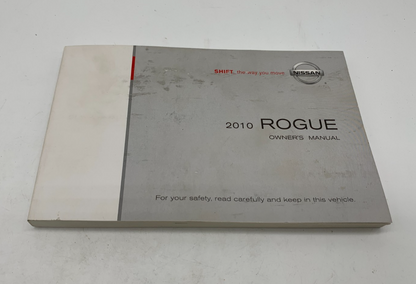 SHIFT_the way you move
NISSAN
2010 ROGUE
OWNER'S MANUAL
For your safety, read carefully and keep in this vehicle.